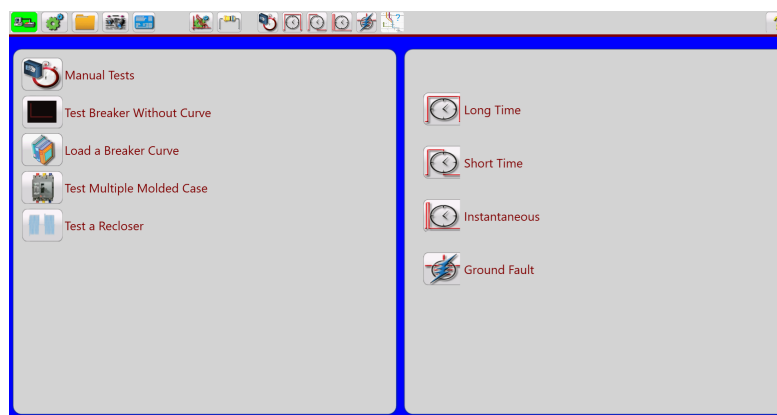 Manual Tests
Test Breaker Without Curve
Load a Breaker Curve
Test Multiple Molded Case
Test a Recloser
Long Time
Short Time
Instantaneous
Ground Fault